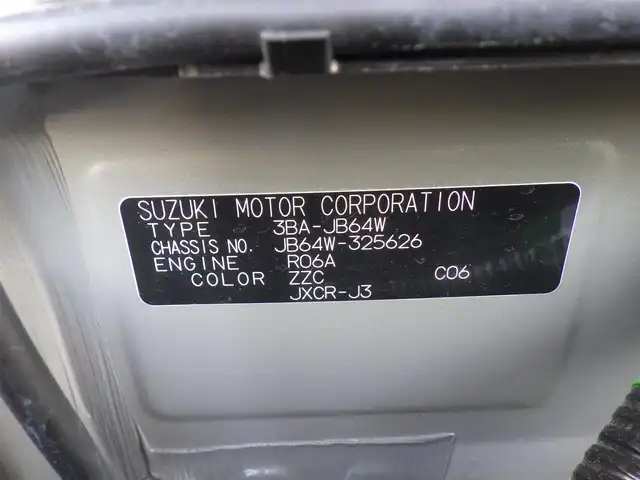 SUZUKI MOTOR CORPORATION
TYPE 3BA-JB64W
CHASSIS NO. JB64W-325626
ENGINE R06A
COLOR ZZC C06
JXCR-J3